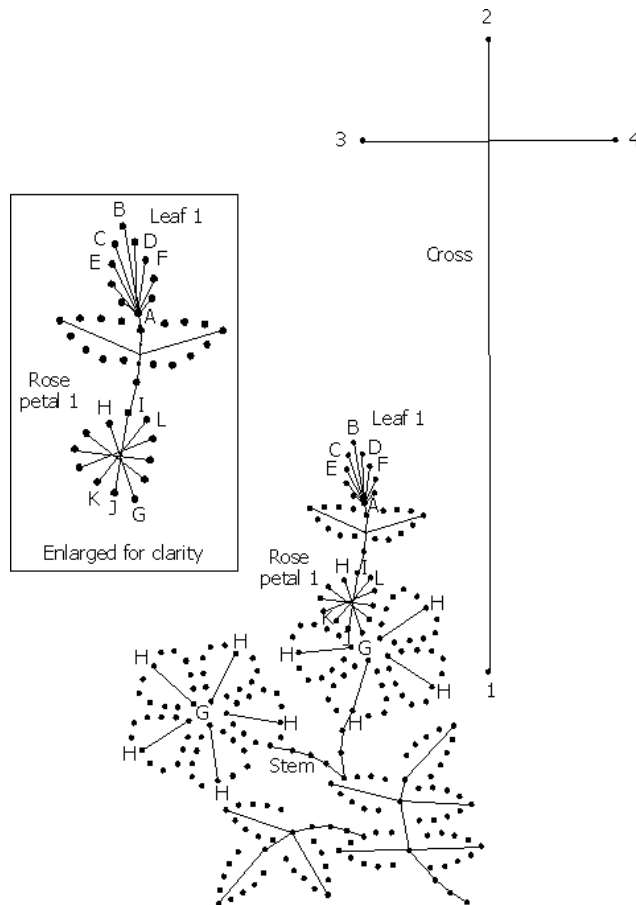 2
3
4
Cross
1
B
Leaf 1
C
D
E
F
A
Rose
petal 1
H
I
L
K
J
G
Enlarged for clarity
Leaf 1
B
C
D
E
F
A
Rose
petal 1
H
I
L
K
J
G
H
H
H
H
H
H
H
G
H
H
H
Stem